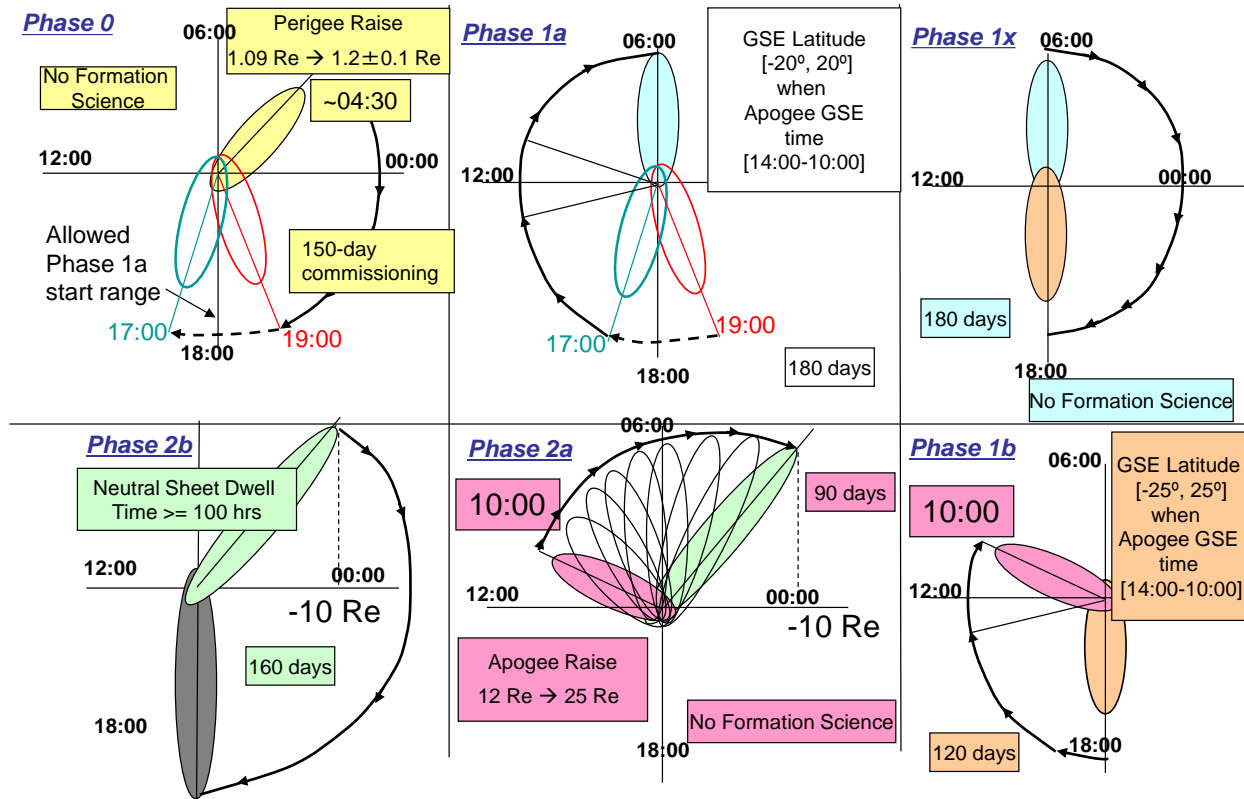 Phase 0
06:00
Perigee Raise
1.09 Re → 1.2±0.1 Re
No Formation
Science
~04:30
12:00
00:00
Allowed
Phase 1a
start range
150-day
commissioning
17:00
18:00
19:00
Phase 1a
06:00
GSE Latitude
[-20º, 20º]
when
Apogee GSE
time
[14:00-10:00]
12:00
17:00
19:00
18:00
180 days
Phase 1x
06:00
12:00
00:00
180 days
18:00
No Formation Science
Phase 2b
Neutral Sheet Dwell
Time >= 100 hrs
12:00
00:00
-10 Re
160 days
18:00
Phase 2a
06:00
10:00
90 days
12:00
00:00
-10 Re
Apogee Raise
12 Re → 25 Re
No Formation Science
18:00
Phase 1b
06:00
GSE Latitude
[-25º, 25º]
when
Apogee GSE
time
[14:00-10:00]
10:00
12:00
120 days
18:00